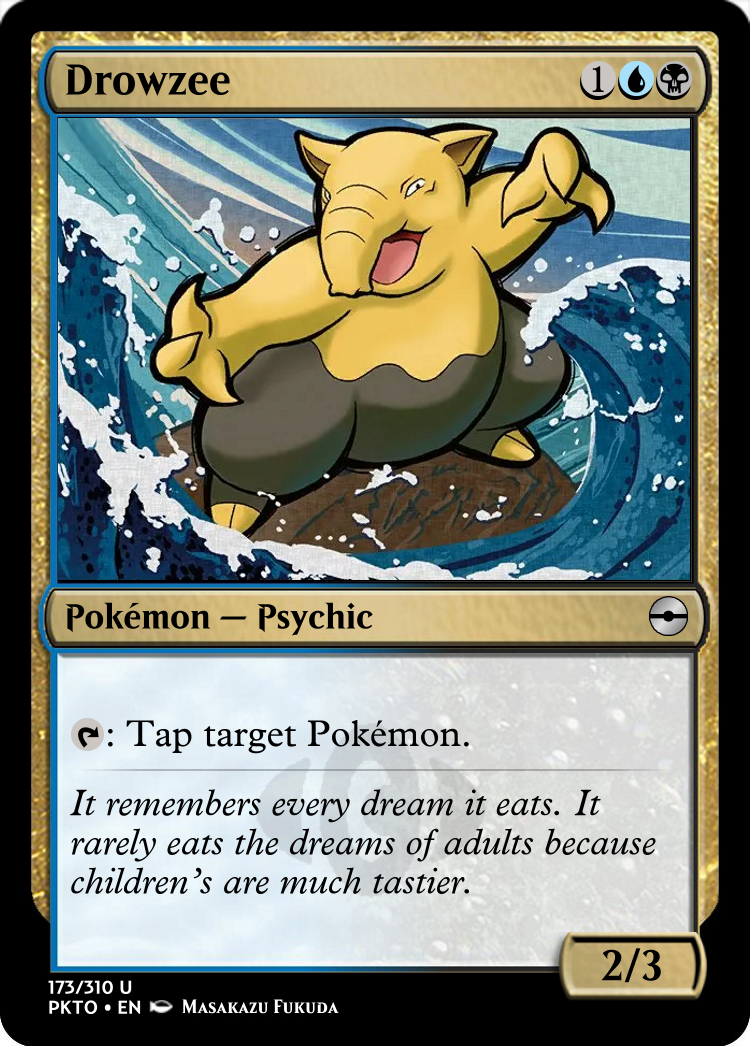 Drowzee 1
Pokémon — Psychic
: Tap target Pokémon.
It remembers every dream it eats. It
rarely eats the dreams of adults because
children's are much tastier.
2/3
173/310 U
PKTO • EN Masakazu Fukuda